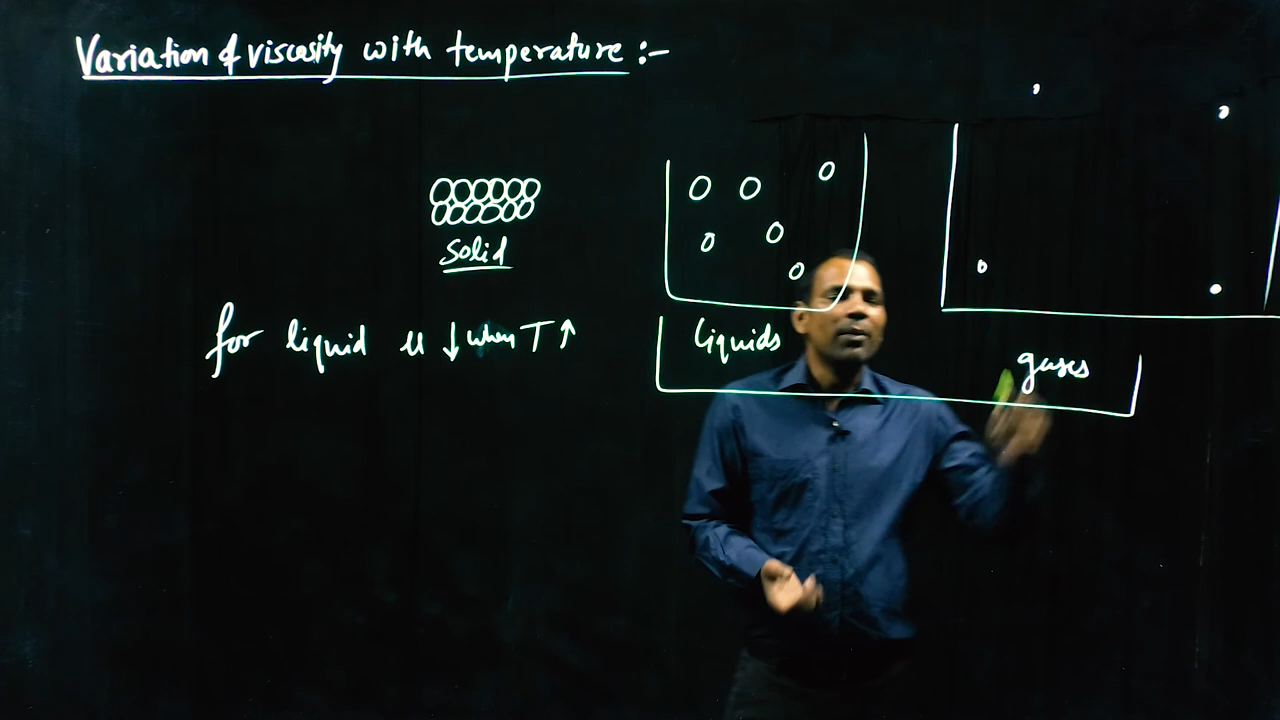 Variation of viscosity with temperature :-
Solid
for liquid μ ↓ when T ↑
Liquids
gases